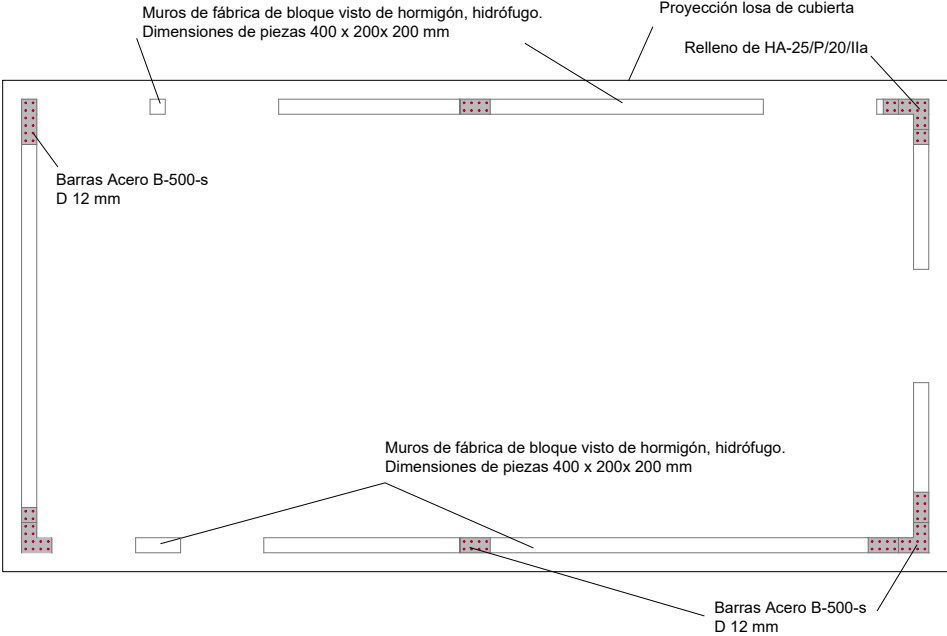 Muros de fábrica de bloque visto de hormigón, hidrófugo.
Dimensiones de piezas 400 x 200x 200 mm
Proyección losa de cubierta
Relleno de HA-25/P/20/IIa
Barras Acero B-500-s
D 12 mm
Muros de fábrica de bloque visto de hormigón, hidrófugo.
Dimensiones de piezas 400 x 200x 200 mm
Barras Acero B-500-s
D 12 mm